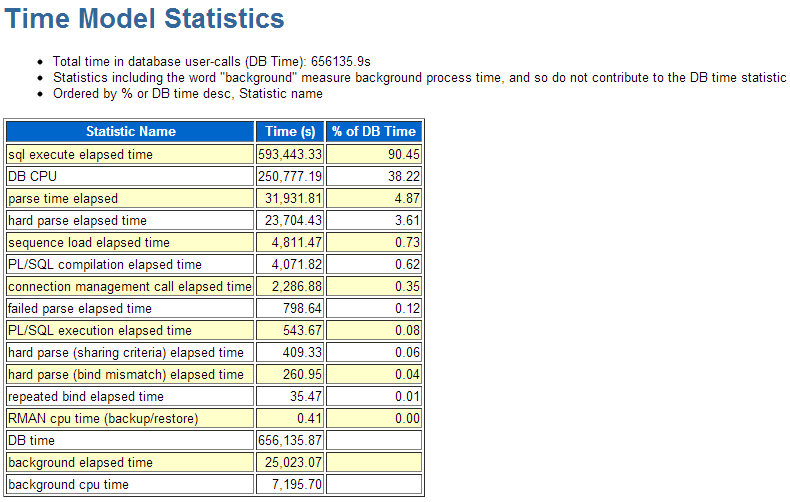 Time Model Statistics
Total time in database user-calls (DB Time): 656135.9s
Statistics including the word "background" measure background process time, and so do not contribute to the DB time statistic
Ordered by % or DB time desc, Statistic name
Statistic Name Time (s) % of DB Time
sql execute elapsed time 593,443.33 90.45
DB CPU 250,777.19 38.22
parse time elapsed 31,931.81 4.87
hard parse elapsed time 23,704.43 3.61
sequence load elapsed time 4,811.47 0.73
PL/SQL compilation elapsed time 4,071.82 0.62
connection management call elapsed time 2,286.88 0.35
failed parse elapsed time 798.64 0.12
PL/SQL execution elapsed time 543.67 0.08
hard parse (sharing criteria) elapsed time 409.33 0.06
hard parse (bind mismatch) elapsed time 260.95 0.04
repeated bind elapsed time 35.47 0.01
RMAN cpu time (backup/restore) 0.41 0.00
DB time 656,135.87
background elapsed time 25,023.07
background cpu time 7,195.70